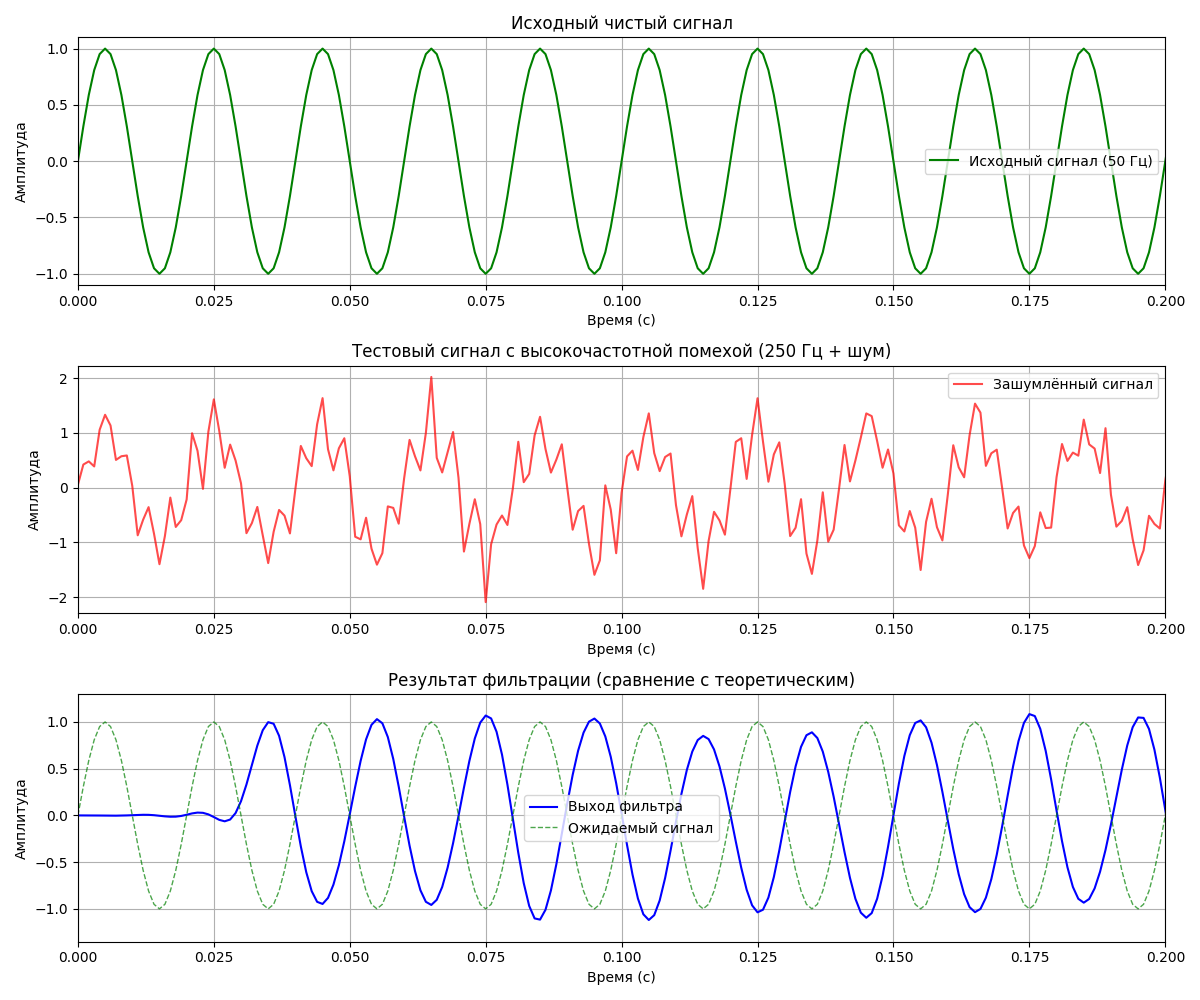 Исходный чистый сигнал
1.0
0.5
0.0
−0.5
−1.0
Амплитуда
Исходный сигнал (50 Гц)
0.000 0.025 0.050 0.075 0.100 0.125 0.150 0.175 0.200
Время (с)
Тестовый сигнал с высокочастотной помехой (250 Гц + шум)
2
1
0
−1
−2
Амплитуда
Зашумлённый сигнал
0.000 0.025 0.050 0.075 0.100 0.125 0.150 0.175 0.200
Время (с)
Результат фильтрации (сравнение с теоретическим)
1.0
0.5
0.0
−0.5
−1.0
Амплитуда
Выход фильтра
Ожидаемый сигнал
0.000 0.025 0.050 0.075 0.100 0.125 0.150 0.175 0.200
Время (с)